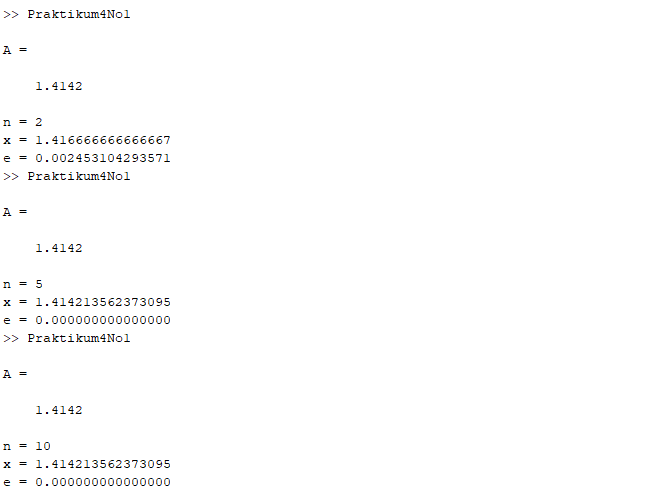 >> Praktikum4No1
A =
1.4142
n = 2
x = 1.416666666666667
e = 0.002453104293571
>> Praktikum4No1
A =
1.4142
n = 5
x = 1.414213562373095
e = 0.000000000000000
>> Praktikum4No1
A =
1.4142
n = 10
x = 1.414213562373095
e = 0.000000000000000